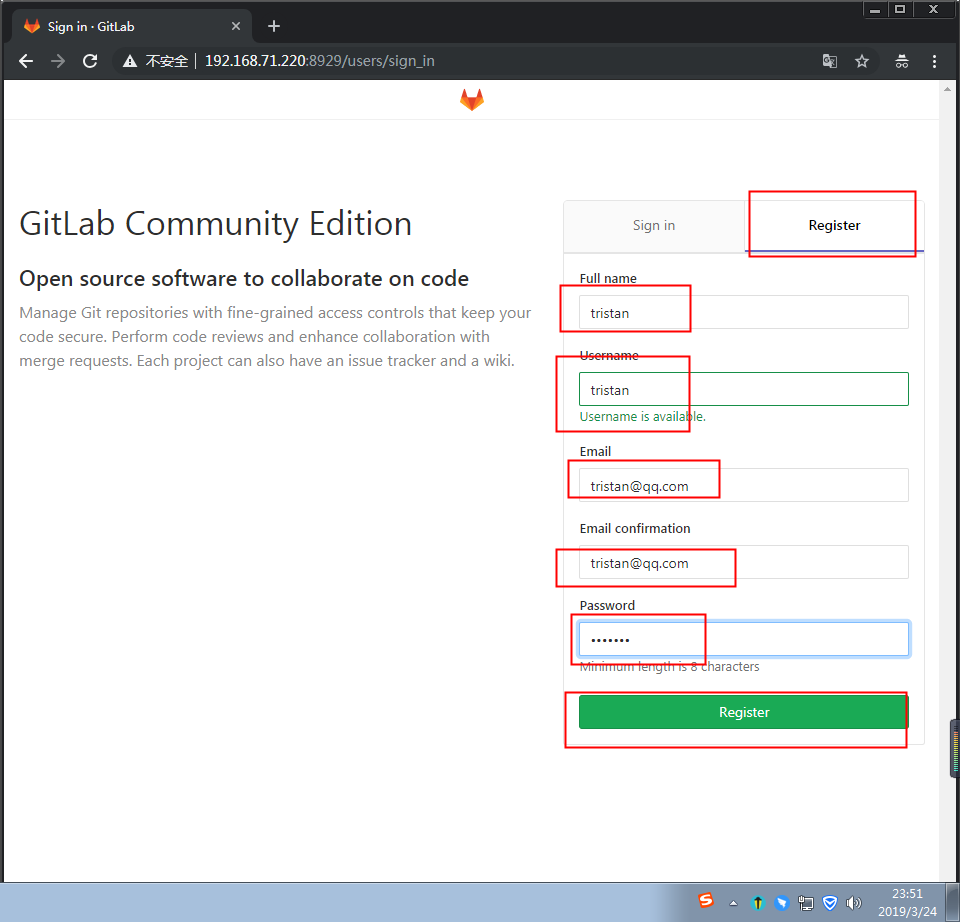 Sign in · GitLab
不安全
192.168.71.220:8929/users/sign_in
GitLab Community Edition
Open source software to collaborate on code
Manage Git repositories with fine-grained access controls that keep your
code secure. Perform code reviews and enhance collaboration with
merge requests. Each project can also have an issue tracker and a wiki.
Sign in
Register
Full name
tristan
Username
tristan
Username is available.
Email
tristan@qq.com
Email confirmation
tristan@qq.com
Password
•••••••
Minimum length is 8 characters
Register
23:51
2019/3/24